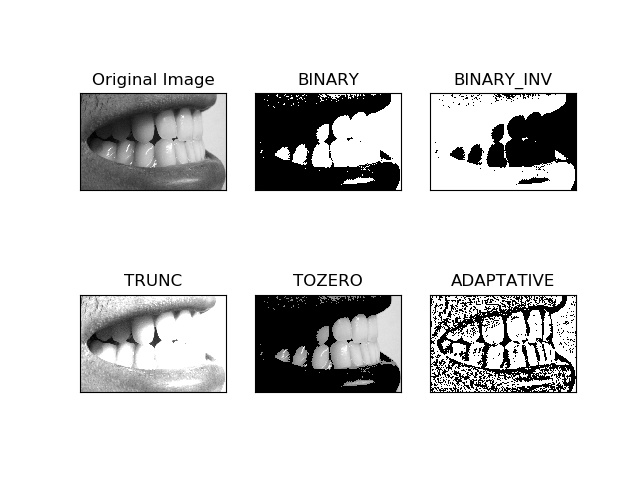 Original Image
BINARY
BINARY_INV
TRUNC
TOZERO
ADAPTATIVE